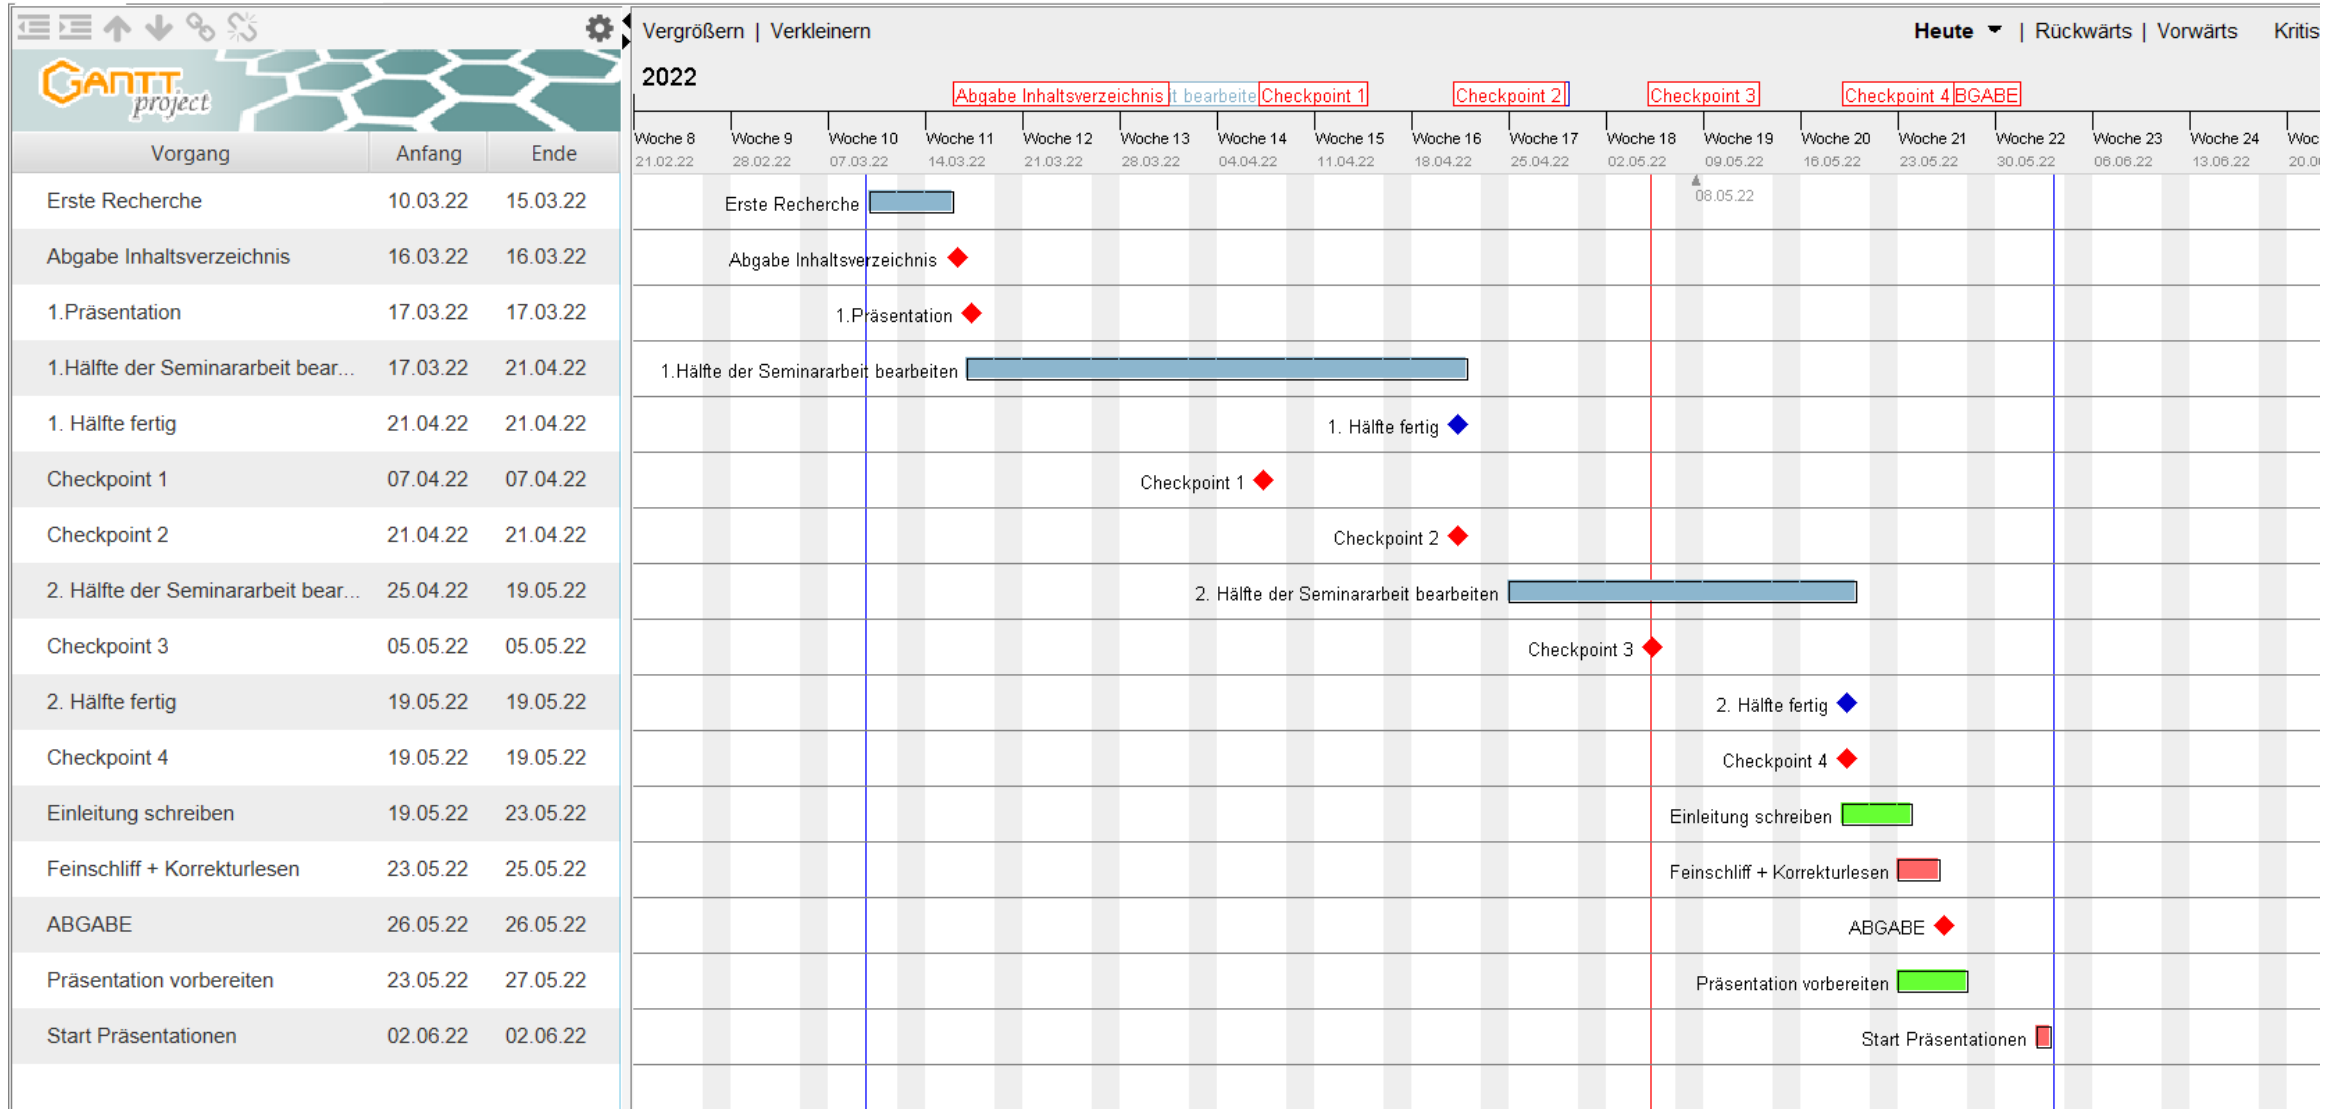 Vergrößern | Verkleinern
Heute | Rückwärts | Vorwärts Kritis
GANTT project
2022
Abgabe Inhaltsverzeichnis it bearbeite Checkpoint 1 Checkpoint 2 Checkpoint 3 Checkpoint 4 BGABE
Woche 8 Woche 9 Woche 10 Woche 11 Woche 12 Woche 13 Woche 14 Woche 15 Woche 16 Woche 17 Woche 18 Woche 19 Woche 20 Woche 21 Woche 22 Woche 23 Woche 24 Woc
21.02.22 28.02.22 07.03.22 14.03.22 21.03.22 28.03.22 04.04.22 11.04.22 18.04.22 25.04.22 02.05.22 09.05.22 16.05.22 23.05.22 30.05.22 06.06.22 13.06.22 20.0
Vorgang Anfang Ende
Erste Recherche 10.03.22 15.03.22
Abgabe Inhaltsverzeichnis 16.03.22 16.03.22
1.Präsentation 17.03.22 17.03.22
1.Hälfte der Seminararbeit bear... 17.03.22 21.04.22
1. Hälfte fertig 21.04.22 21.04.22
Checkpoint 1 07.04.22 07.04.22
Checkpoint 2 21.04.22 21.04.22
2. Hälfte der Seminararbeit bear... 25.04.22 19.05.22
Checkpoint 3 05.05.22 05.05.22
2. Hälfte fertig 19.05.22 19.05.22
Checkpoint 4 19.05.22 19.05.22
Einleitung schreiben 19.05.22 23.05.22
Feinschliff + Korrekturlesen 23.05.22 25.05.22
ABGABE 26.05.22 26.05.22
Präsentation vorbereiten 23.05.22 27.05.22
Start Präsentationen 02.06.22 02.06.22
08.05.22
Erste Recherche
Abgabe Inhaltsverzeichnis
1.Präsentation
1.Hälfte der Seminararbeit bearbeiten
1. Hälfte fertig
Checkpoint 1
Checkpoint 2
2. Hälfte der Seminararbeit bearbeiten
Checkpoint 3
2. Hälfte fertig
Checkpoint 4
Einleitung schreiben
Feinschliff + Korrekturlesen
ABGABE
Präsentation vorbereiten
Start Präsentationen